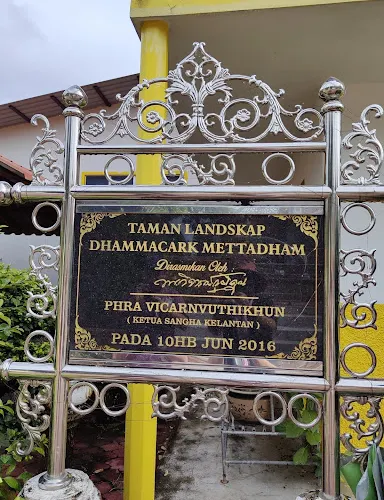 TAMAN LANDSKAP
DHAMMACARK METTADHAM
Dirasmikan Oleh :
PHRA VICARNVUTHIKHUN
( KETUA SANGHA KELANTAN )
PADA 10HB JUN 2016